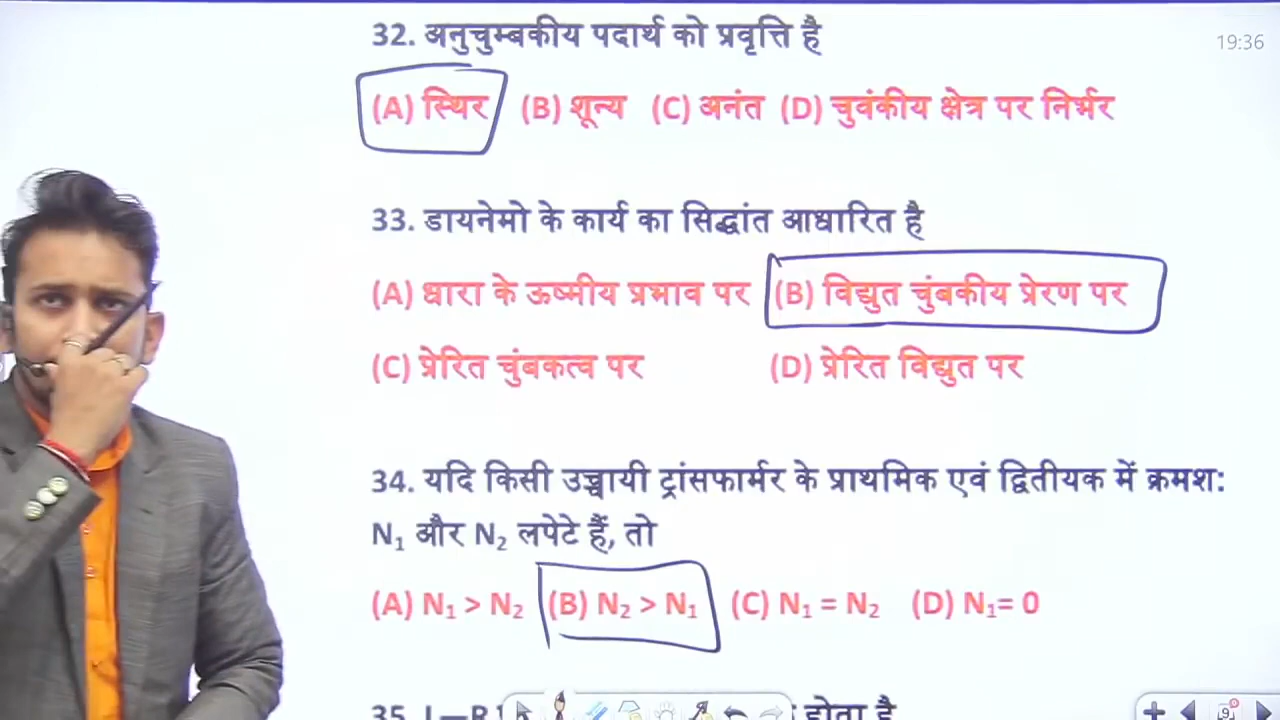 19:36
32. अनुचुम्बकीय पदार्थ को प्रवृत्ति है
(A) स्थिर (B) शून्य (C) अनंत (D) चुवंकीय क्षेत्र पर निर्भर
33. डायनेमो के कार्य का सिद्धांत आधारित है
(A) धारा के ऊष्मीय प्रभाव पर (B) विद्युत चुंबकीय प्रेरण पर
(C) प्रेरित चुंबकत्व पर (D) प्रेरित विद्युत पर
34. यदि किसी उच्चायी ट्रांसफार्मर के प्राथमिक एवं द्वितीयक में क्रमश:
N₁ और N₂ लपेटे हैं, तो
(A) N₁ > N₂ (B) N₂ > N₁ (C) N₁ = N₂ (D) N₁= 0
35. L—R होता है